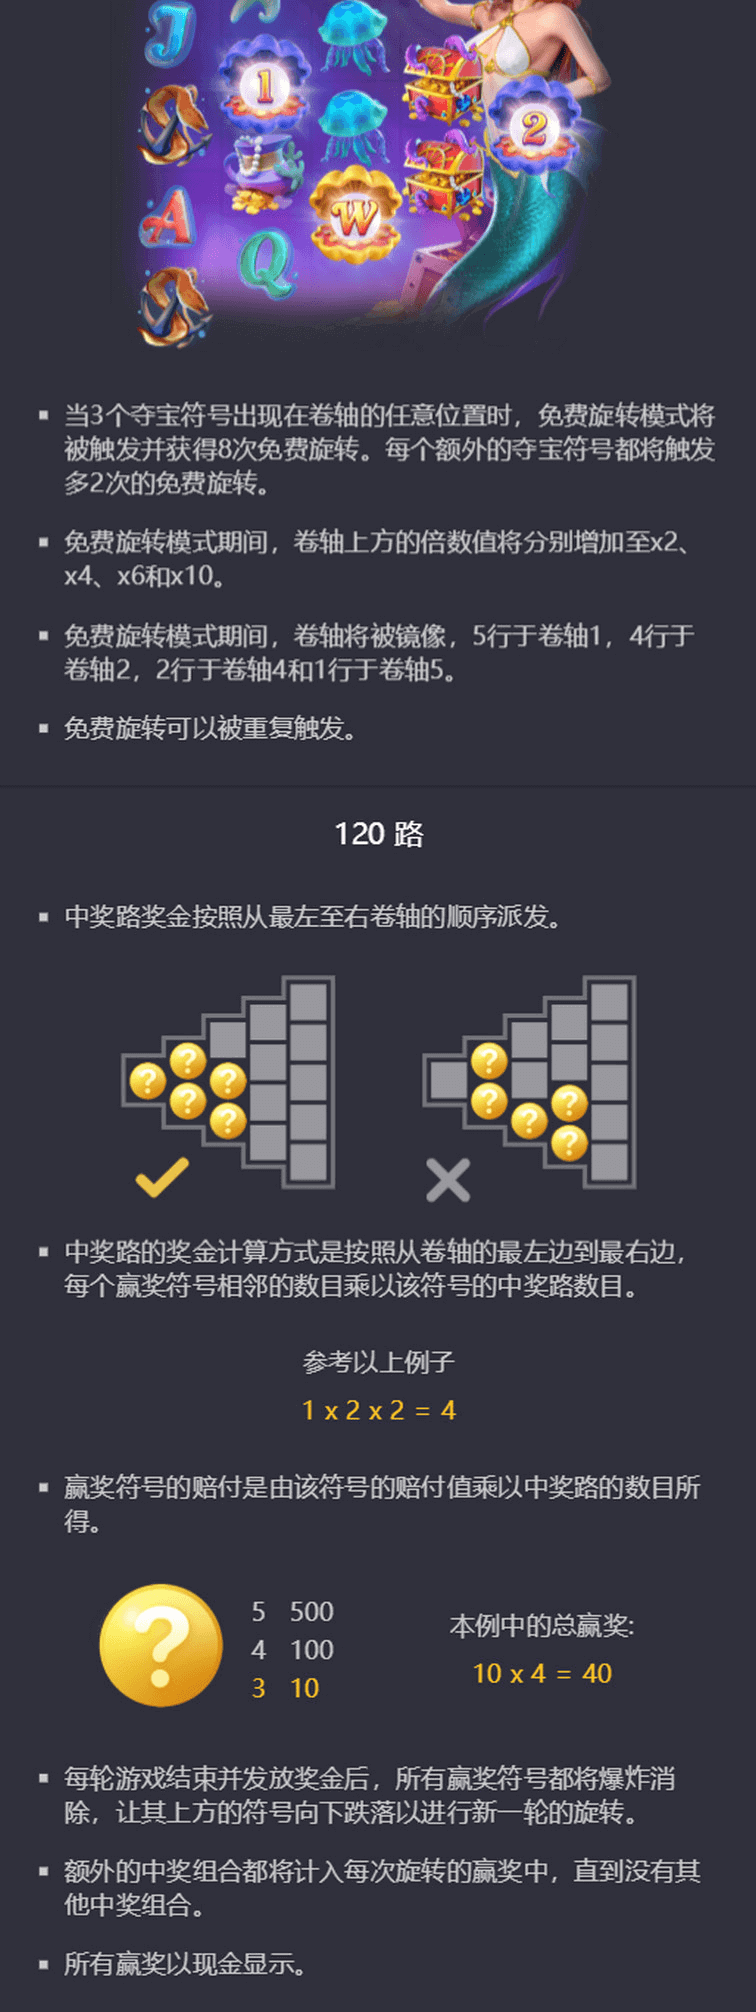 J
1
2
A
W
Q
当3个夺宝符号出现在卷轴的任意位置时，免费旋转模式将
被触发并获得8次免费旋转。每个额外的夺宝符号都将触发
多2次的免费旋转。
免费旋转模式期间，卷轴上方的倍数值将分别增加至x2、
x4、x6和x10。
免费旋转模式期间，卷轴将被镜像，5行于卷轴1，4行于
卷轴2，2行于卷轴4和1行于卷轴5。
免费旋转可以被重复触发。
120 路
中奖路奖金按照从最左至右卷轴的顺序派发。
? ? ? ? ?
? ? ? ? ?
中奖路的奖金计算方式是按照从卷轴的最左边到最右边，
每个赢奖符号相邻的数目乘以该符号的中奖路数目。
参考以上例子
1 x 2 x 2 = 4
赢奖符号的赔付是由该符号的赔付值乘以中奖路的数目所
得。
?
5 500
4 100
3 10
本例中的总赢奖:
10 x 4 = 40
每轮游戏结束并发放奖金后，所有赢奖符号都将爆炸消
除，让其上方的符号向下跌落以进行新一轮的旋转。
额外的中奖组合都将计入每次旋转的赢奖中，直到没有其
他中奖组合。
所有赢奖以现金显示。